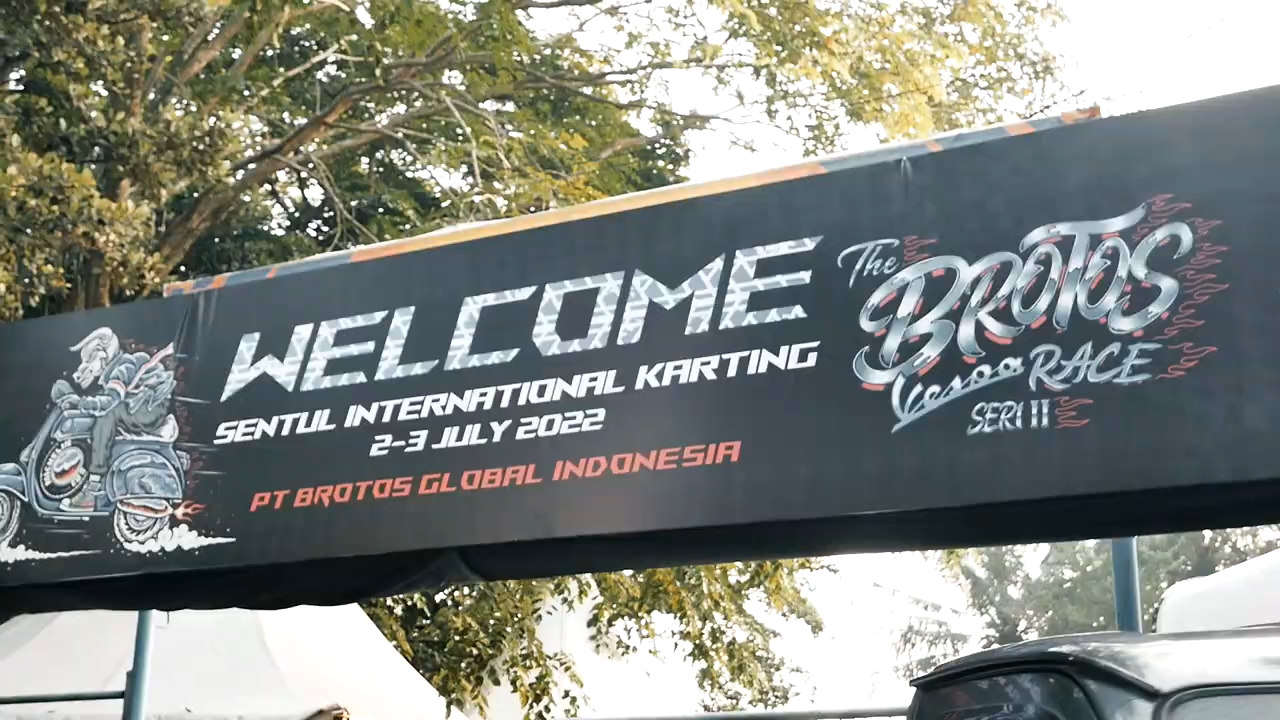 WELCOME
SENTUL INTERNATIONAL KARTING
2-3 JULY 2022
PT BROTOS GLOBAL INDONESIA
The
BROTOS
Vespa RACE
SERI II